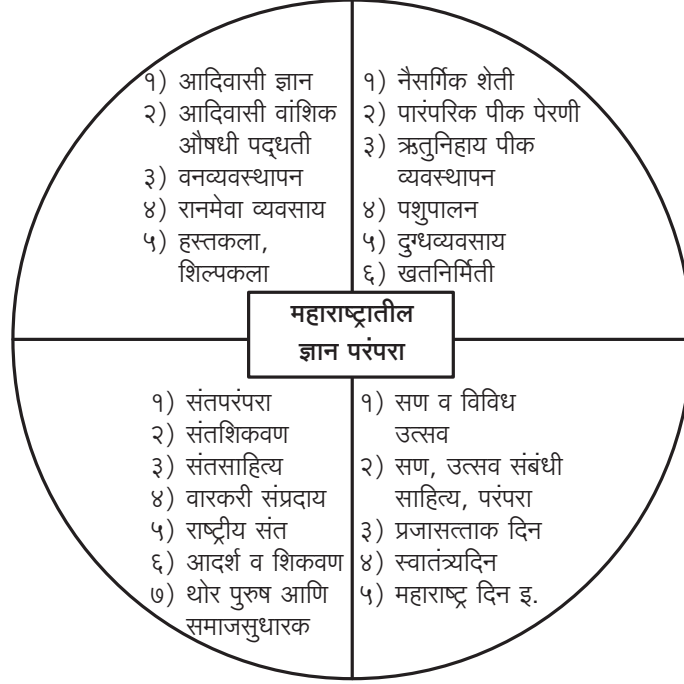 १) आदिवासी ज्ञान
२) आदिवासी वांशिक
औषधी पद्धती
३) वनव्यवस्थापन
४) रानमेवा व्यवसाय
५) हस्तकला,
शिल्पकला
१) नैसर्गिक शेती
२) पारंपरिक पीक पेरणी
३) ऋतुनिहाय पीक
व्यवस्थापन
४) पशुपालन
५) दुग्धव्यवसाय
६) खतनिर्मिती
महाराष्ट्रातील
ज्ञान परंपरा
१) संतपरंपरा
२) संतशिकवण
३) संतसाहित्य
४) वारकरी संप्रदाय
५) राष्ट्रीय संत
६) आदर्श व शिकवण
७) थोर पुरुष आणि
समाजसुधारक
१) सण व विविध
उत्सव
२) सण, उत्सव संबंधी
साहित्य, परंपरा
३) प्रजासत्ताक दिन
४) स्वातंत्र्यदिन
५) महाराष्ट्र दिन इ.